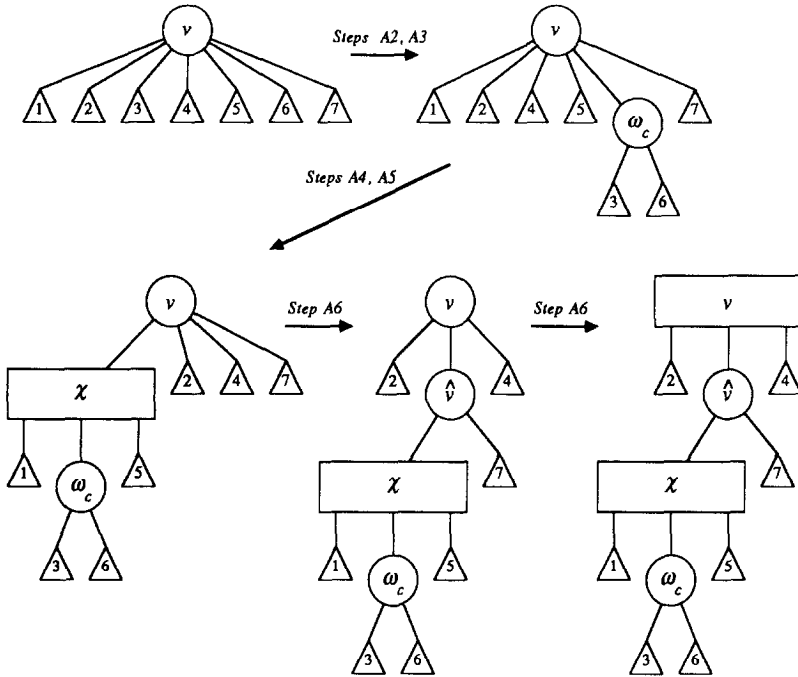 v Steps A2, A3 v
1 2 3 4 5 6 7 1 2 4 5 ω_c 7
3 6
Steps A4, A5
v Step A6 v Step A6 v
χ 2 4 7 2 v̂ 4 2 v̂ 4
1 ω_c 5 χ 7 χ 7
3 6 1 ω_c 5 1 ω_c 5
3 6 3 6